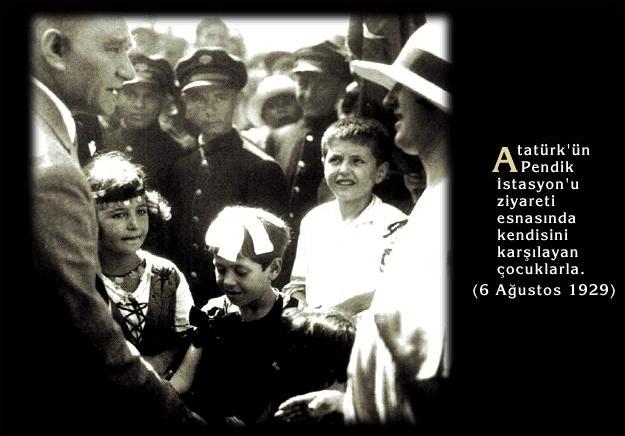 Atatürk'ün
Pendik
İstasyon'u
ziyareti
esnasında
kendisini
karşılayan
çocuklarla.
(6 Ağustos 1929)